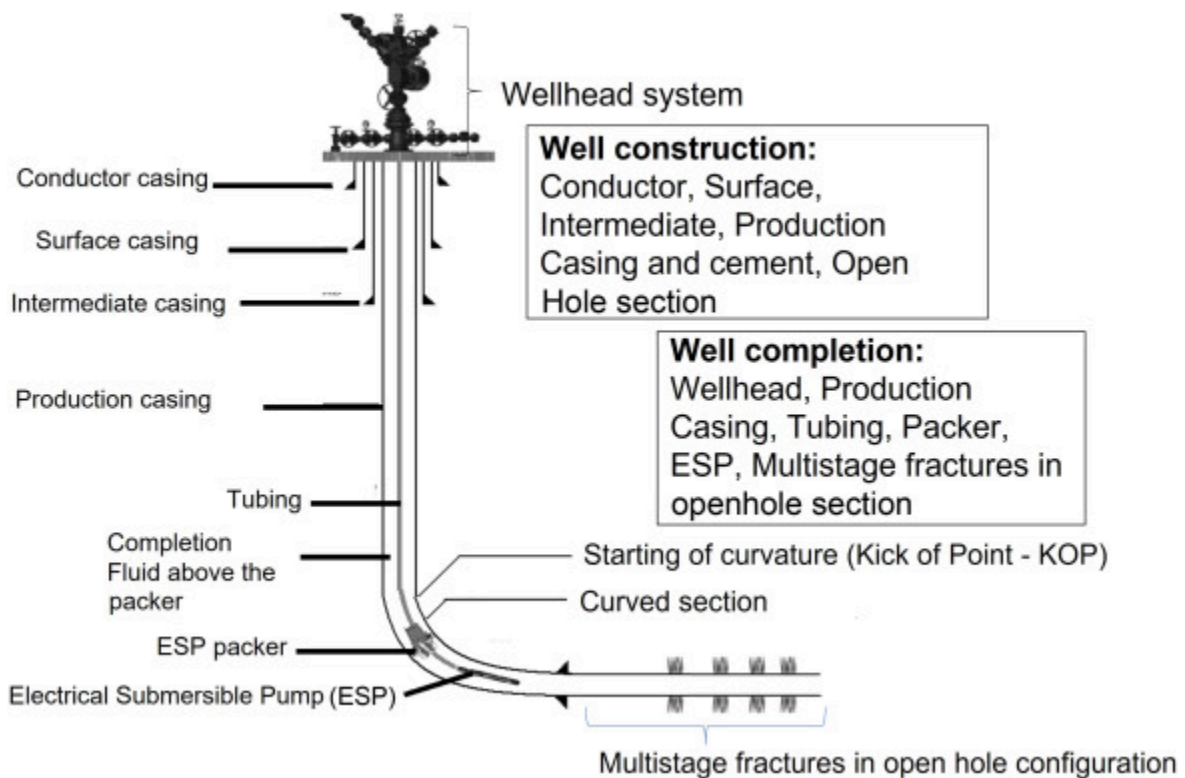 Wellhead system
Well construction:
Conductor, Surface,
Intermediate, Production
Casing and cement, Open
Hole section
Conductor casing
Surface casing
Intermediate casing
Well completion:
Wellhead, Production
Casing, Tubing, Packer,
ESP, Multistage fractures in
openhole section
Production casing
Tubing
Completion
Fluid above the
packer
Starting of curvature (Kick of Point - KOP)
Curved section
ESP packer
Electrical Submersible Pump (ESP)
Multistage fractures in open hole configuration